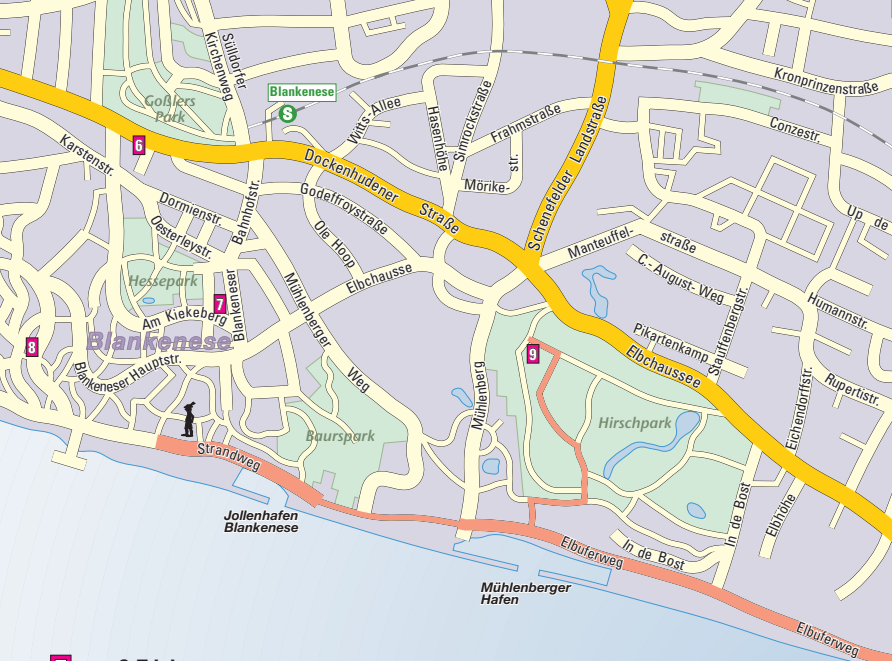 Sülldorfer
Kirchenweg
Blankenese
S
Goßlers
Park
6
Karstenstr.
Witts-Allee
Hasenhöhe
Simrockstraße
Frahmstraße
Mörike-
str.
Schenefelder Landstraße
Kronprinzenstraße
Conzestr.
Up de
Dockenhudener
Straße
Godeffroystraße
Dormienstr.
Oesterleystr.
Blankeneser
Bahnhofstr.
Ole Hoop
Elbchausse
Manteuffel-
straße
C.-August-Weg
Hessepark
7
Am Kiekeberg
Mühlenberger
Weg
Humannstr.
Stauffenbergstr.
Pikartenkamp
Elbchaussee
Rupertistr.
8
Blankenese
Blankeneser Hauptstr.
9
Mühlenberg
Hirschpark
Baurspark
Eichendorffstr.
Strandweg
In de Bost
Elbhöhe
Jollenhafen
Blankenese
Elbuferweg
In de Bost
Mühlenberger
Hafen
Elbuferweg